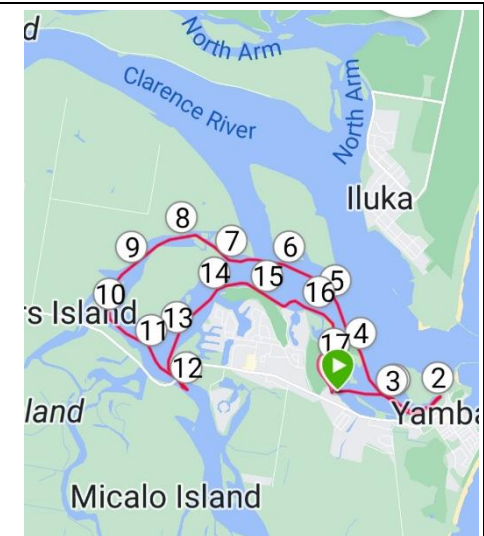 d
North Arm
Clarence River
North Arm
Iluka
8
7
6
9
14
15
5
10
16
rs Island
13
11
4
17
12
3
2
land
Yamba
Micalo Island